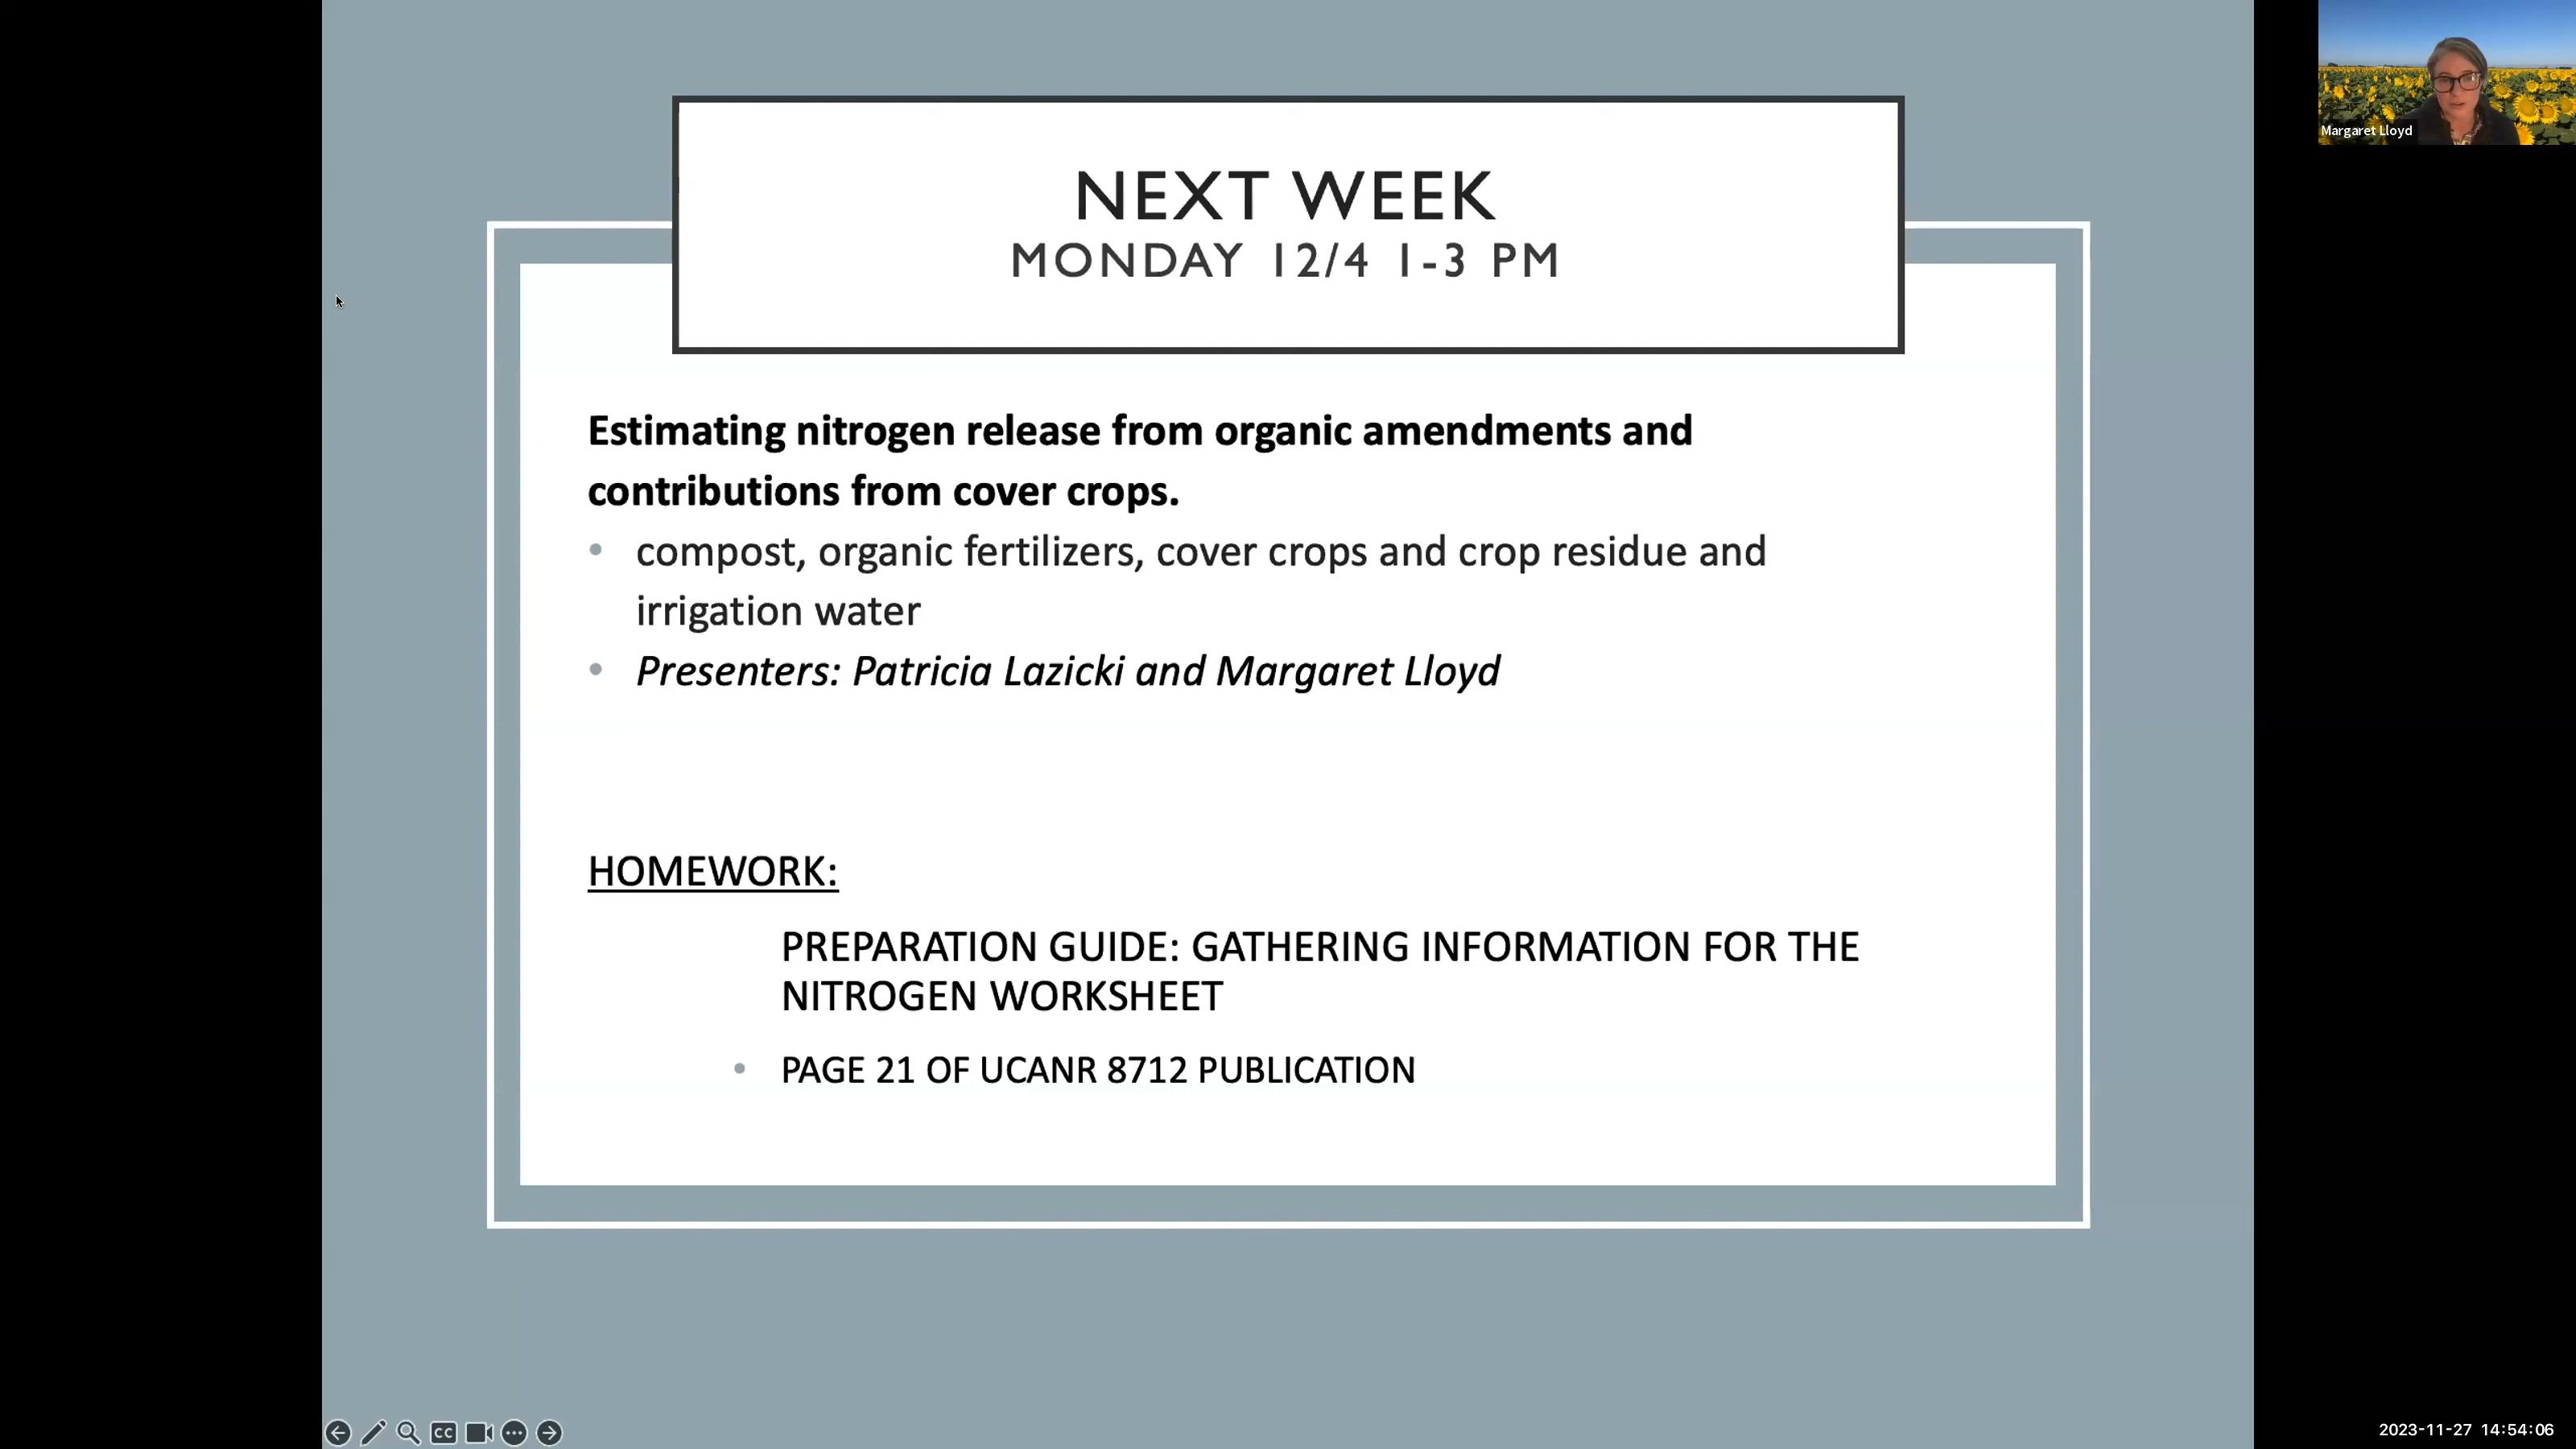 Margaret Lloyd
NEXT WEEK
MONDAY 12/4 1-3 PM
Estimating nitrogen release from organic amendments and
contributions from cover crops.
• compost, organic fertilizers, cover crops and crop residue and
irrigation water
• Presenters: Patricia Lazicki and Margaret Lloyd
HOMEWORK:
PREPARATION GUIDE: GATHERING INFORMATION FOR THE
NITROGEN WORKSHEET
• PAGE 21 OF UCANR 8712 PUBLICATION
CC
2023-11-27 14:54:06